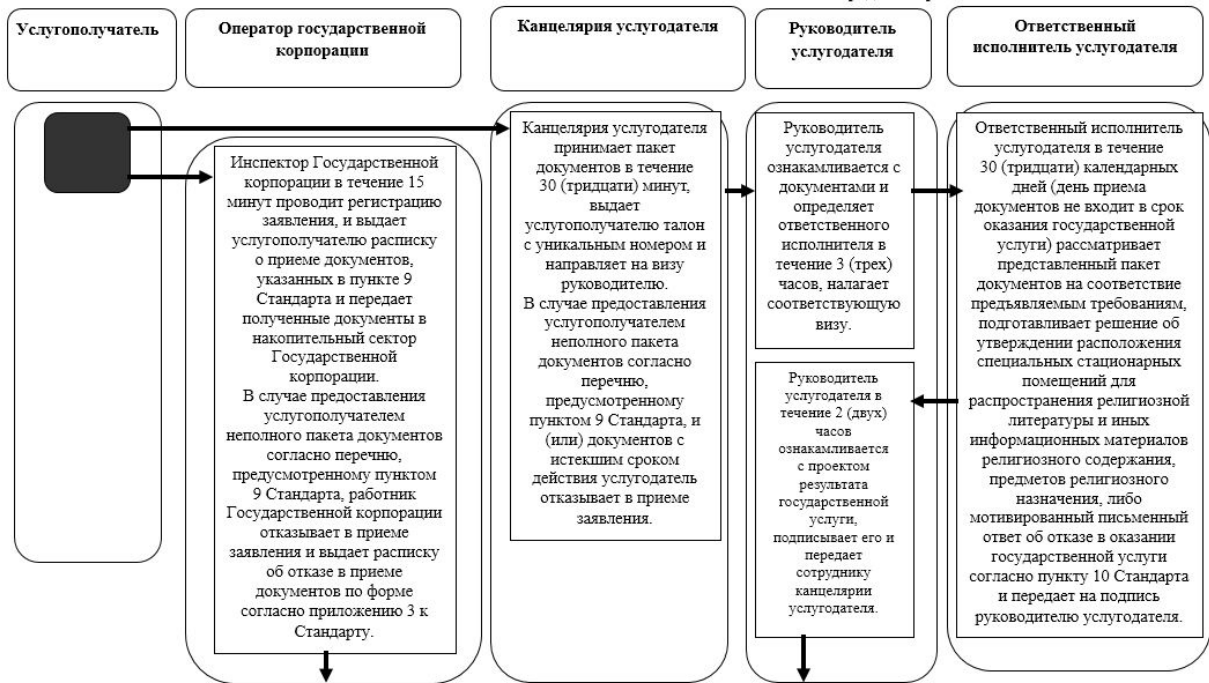 Услугополучатель
Оператор государственной
корпорации
Канцелярия услугодателя
Руководитель
услугодателя
Ответственный
исполнитель услугодателя
Инспектор Государственной
корпорации в течение 15
минут проводит регистрацию
заявления, и выдает
услугополучателю расписку
о приеме документов,
указанных в пункте 9
Стандарта и передает
полученные документы в
накопительный сектор
Государственной
корпорации.
В случае предоставления
услугополучателем
неполного пакета документов
согласно перечню,
предусмотренному пунктом
9 Стандарта, работник
Государственной корпорации
отказывает в приеме
заявления и выдает расписку
об отказе в приеме
документов по форме
согласно приложению 3 к
Стандарту.
Канцелярия услугодателя
принимает пакет
документов в течение
30 (тридцати) минут,
выдает
услугополучателю талон
с уникальным номером и
направляет на визу
руководителю.
В случае предоставления
услугополучателем
неполного пакета
документов согласно
перечню,
предусмотренному
пунктом 9 Стандарта, и
(или) документов с
истекшим сроком
действия услугодатель
отказывает в приеме
заявления.
Руководитель
услугодателя
ознакамливается с
документами и
определяет
ответственного
исполнителя в
течение 3 (трех)
часов, налагает
соответствующую
визу.
Руководитель
услугодателя в
течение 2 (двух)
часов
ознакамливается
с проектом
результата
государственной
услуги,
подписывает его и
передает
сотруднику
канцелярии
услугодателя.
Ответственный исполнитель
услугодателя в течение
30 (тридцати) календарных
дней (день приема
документов не входит в срок
оказания государственной
услуги) рассматривает
представленный пакет
документов на соответствие
предъявляемым требованиям,
подготавливает решение об
утверждении расположения
специальных стационарных
помещений для
распространения религиозной
литературы и иных
информационных материалов
религиозного содержания,
предметов религиозного
назначения, либо
мотивированный письменный
ответ об отказе в оказании
государственной услуги
согласно пункту 10 Стандарта
и передает на подпись
руководителю услугодателя.